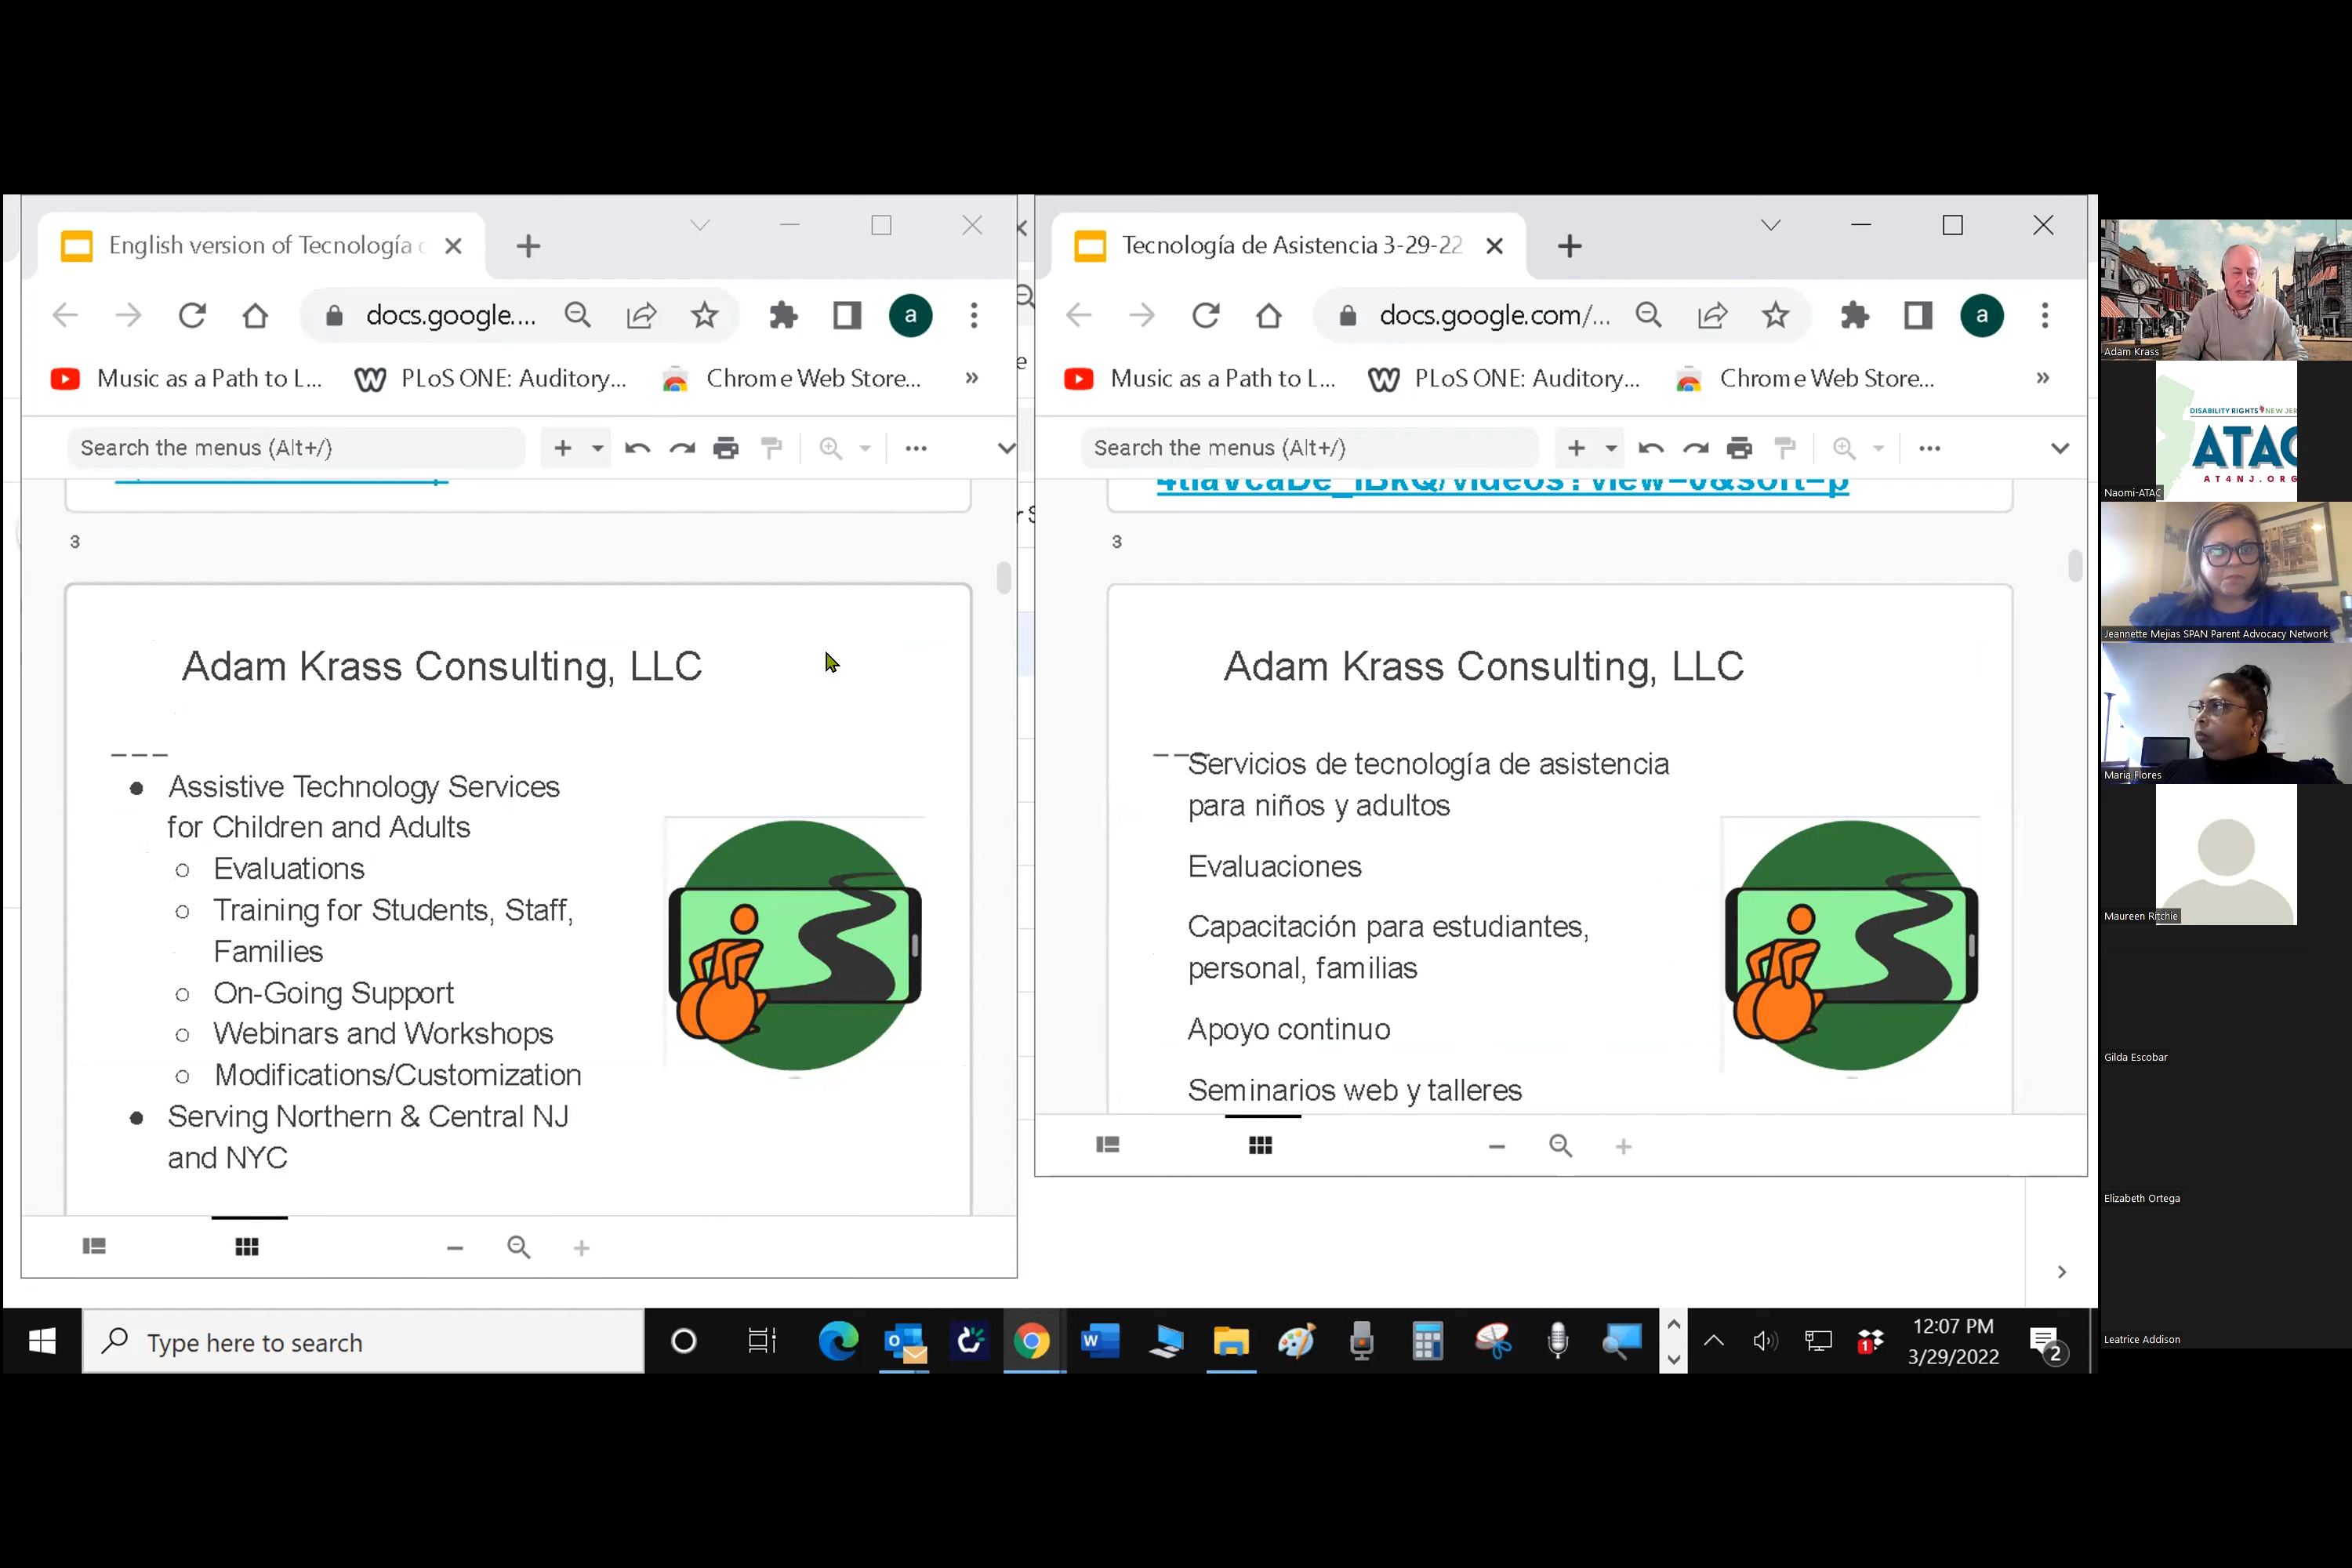 English version of Tecnología
docs.google....
Music as a Path to L...
PLoS ONE: Auditory...
Chrome Web Store...
Search the menus (Alt+/)
3
Adam Krass Consulting, LLC
Assistive Technology Services
for Children and Adults
Evaluations
Training for Students, Staff,
Families
On-Going Support
Webinars and Workshops
Modifications/Customization
Serving Northern & Central NJ
and NYC
Tecnología de Asistencia 3-29-22
docs.google.com/...
Music as a Path to L...
PLoS ONE: Auditory...
Chrome Web Store...
Search the menus (Alt+/)
3
Adam Krass Consulting, LLC
Servicios de tecnología de asistencia
para niños y adultos
Evaluaciones
Capacitación para estudiantes,
personal, familias
Apoyo continuo
Seminarios web y talleres
Adam Krass
DISABILITY RIGHTS NEW JER
ATAC
AT4NJ.ORG
Naomi-ATAC
Jeannette Mejias SPAN Parent Advocacy Network
Maria Flores
Maureen Ritchie
Gilda Escobar
Elizabeth Ortega
Leatrice Addison
Type here to search
12:07 PM
3/29/2022
2